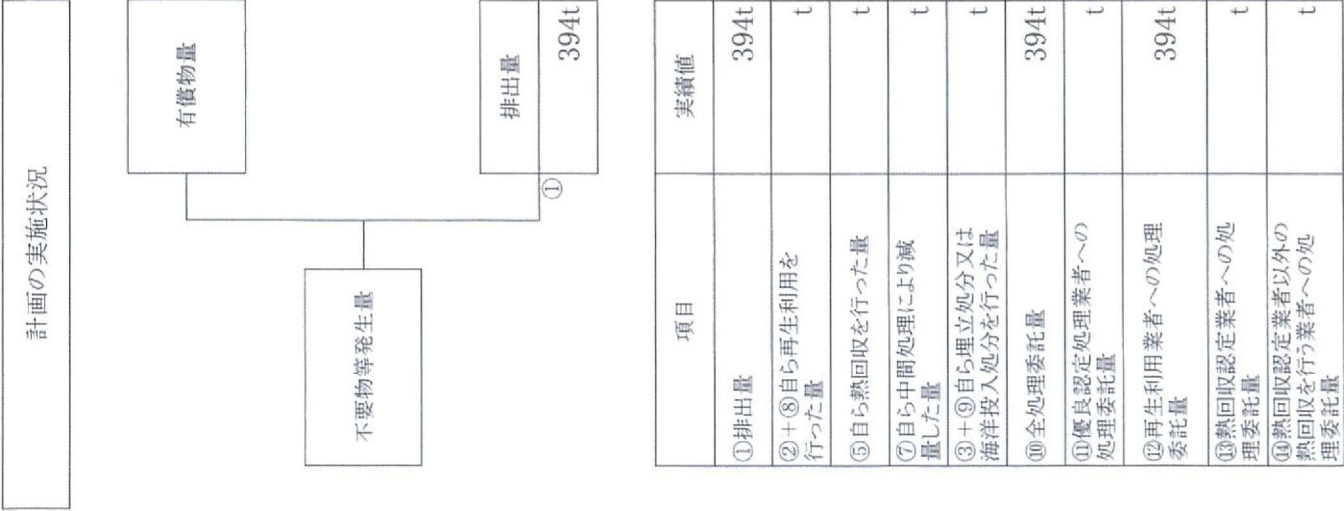 計画の実施状況
有償物量
不要物等発生量
排出量
①
394t
項目
実績値
①排出量
394t
②+⑧自ら再生利用を
行った量
t
⑤自ら熱回収を行った量
t
⑦自ら中間処理により減
量した量
t
③+⑨自ら埋立処分又は
海洋投入処分を行った量
t
⑩全処理委託量
394t
⑪優良認定処理業者への
処理委託量
t
⑫再生利用業者への処理
委託量
394t
⑬熱回収認定業者への処
理委託量
t
⑭熱回収認定業者以外の
熱回収を行う業者への処
理委託量
t